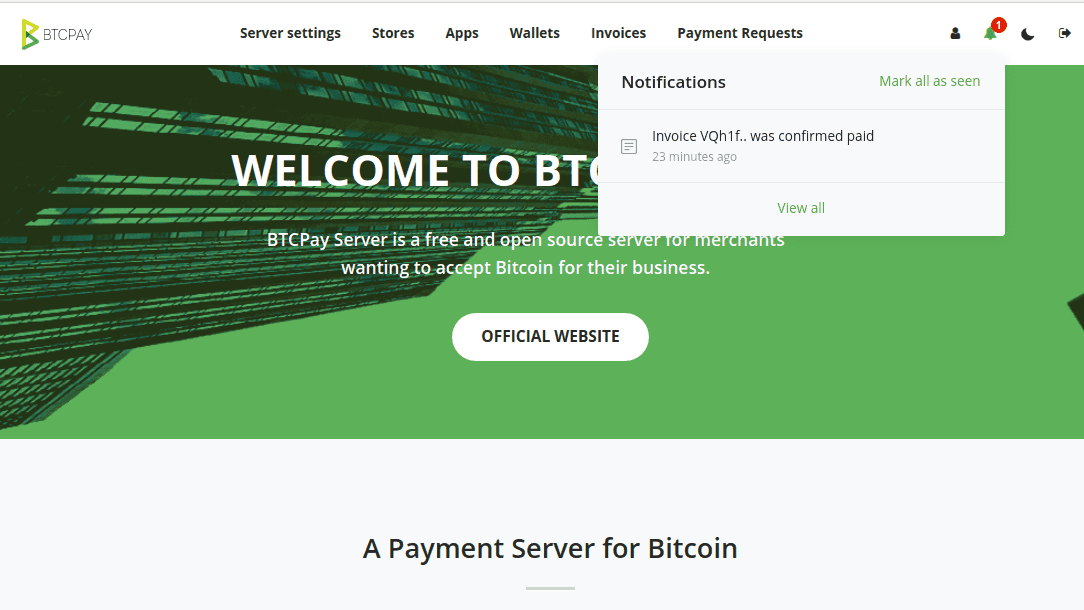 BTCPAY
Server settings Stores Apps Wallets Invoices Payment Requests 1
Notifications Mark all as seen
Invoice VQh1f.. was confirmed paid
23 minutes ago
View all
WELCOME TO
BTCPay Server is a free and open source server for merchants
wanting to accept Bitcoin for their business.
OFFICIAL WEBSITE
A Payment Server for Bitcoin